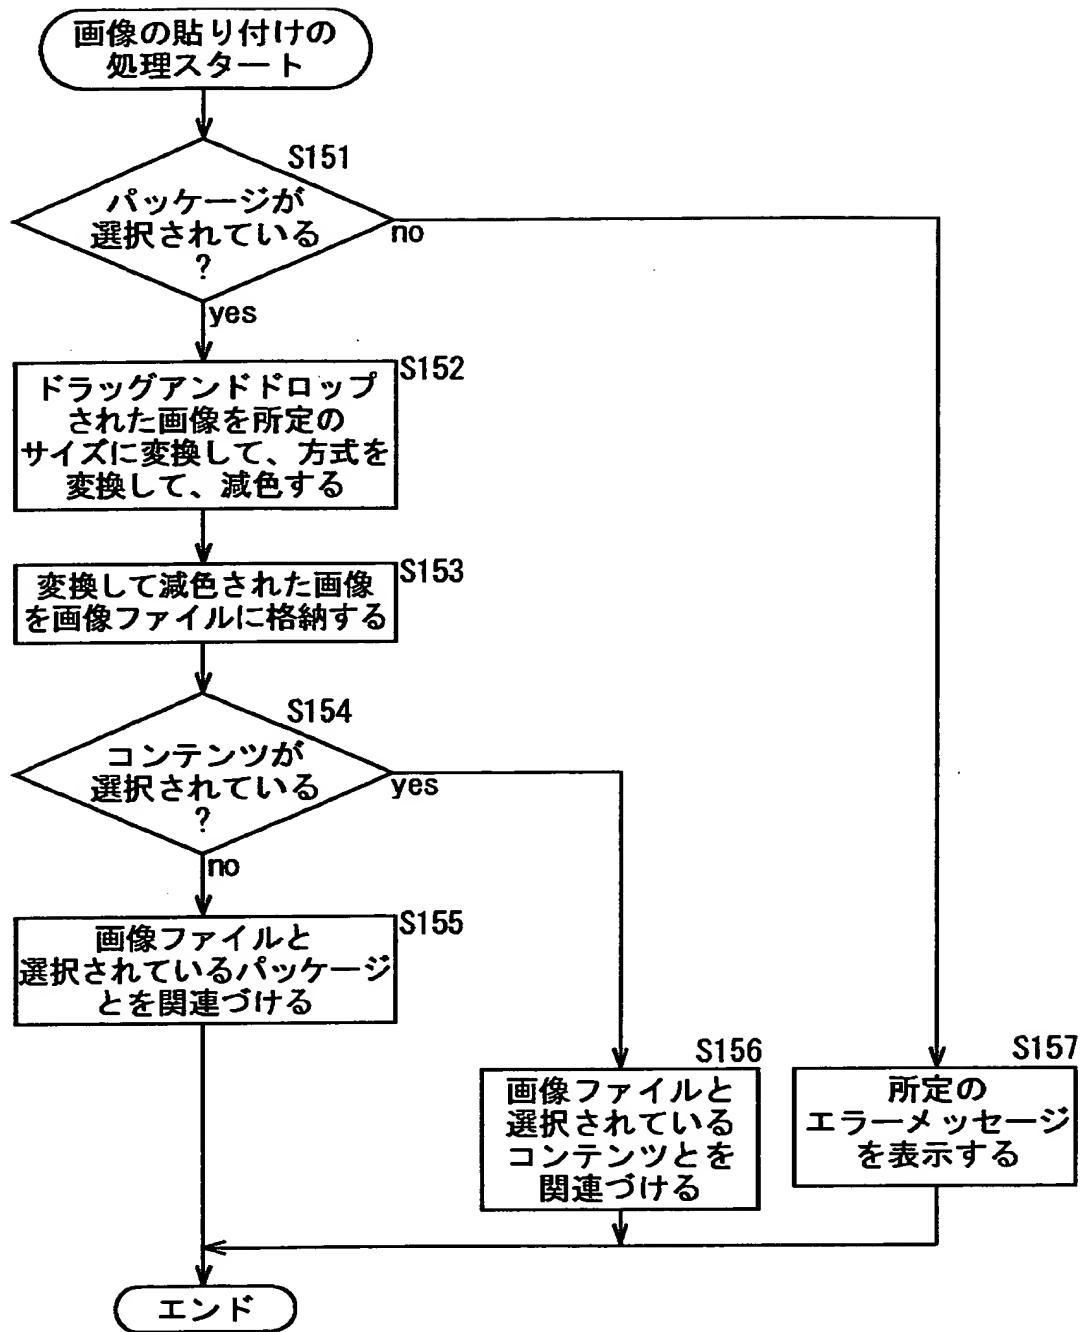 画像の貼り付けの
処理スタート
S151
パッケージが
選択されている
?
no
yes
S152
ドラッグアンドドロップ
された画像を所定の
サイズに変換して、方式を
変換して、減色する
S153
変換して減色された画像
を画像ファイルに格納する
S154
コンテンツが
選択されている
?
yes
no
S155
画像ファイルと
選択されているパッケージ
とを関連づける
S156
画像ファイルと
選択されている
コンテンツとを
関連づける
S157
所定の
エラーメッセージ
を表示する
エンド